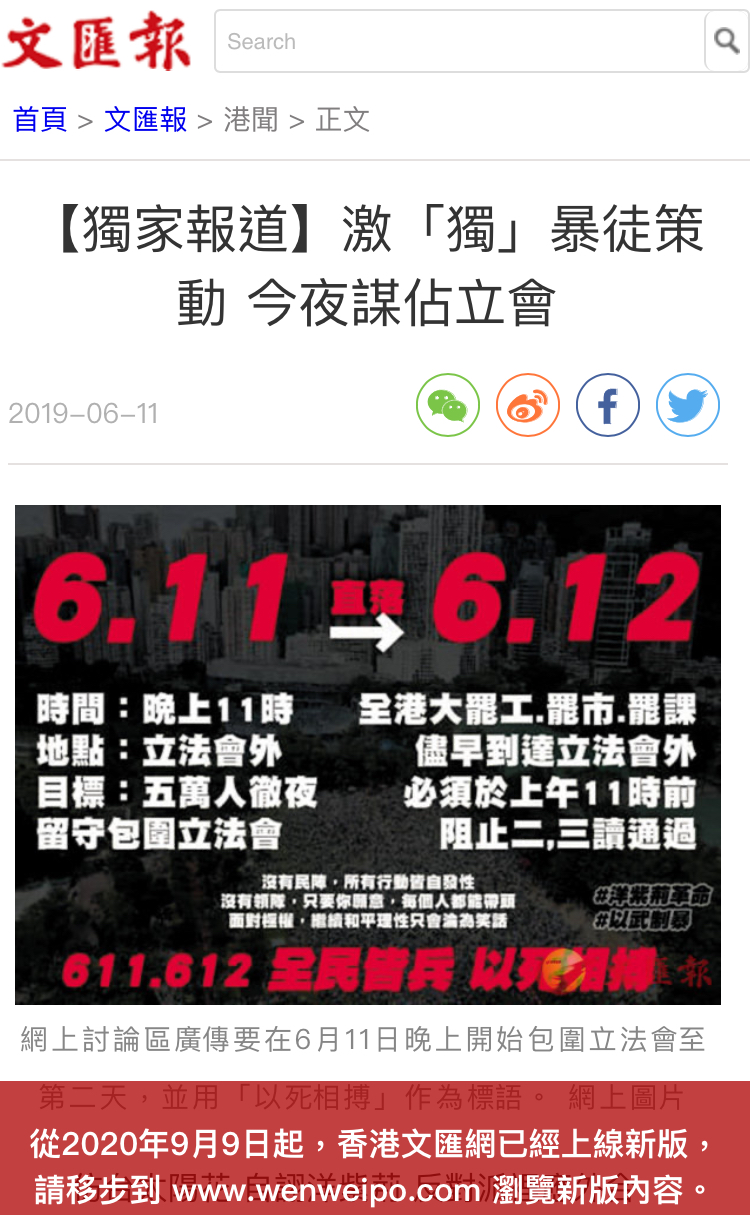 文匯報
Search
首頁 > 文匯報 > 港聞 > 正文
【獨家報道】激「獨」暴徒策
動 今夜謀佔立會
2019-06-11
6.11 直落 6.12
時間：晚上11時
地點：立法會外
目標：五萬人徹夜
留守包圍立法會
全港大罷工.罷市.罷課
儘早到達立法會外
必須於上午11時前
阻止二,三讀通過
沒有民陣，所有行動皆自發性
沒有領隊，只要你願意，每個人都能帶頭
面對極權，繼續和平理性只會淪為笑話
#洋紫荊革命
#以武制暴
611.612 全民皆兵 以死相搏
匯報
網上討論區廣傳要在6月11日晚上開始包圍立法會至
第二天，並用「以死相搏」作為標語。 網上圖片
從2020年9月9日起，香港文匯網已經上線新版，
請移步到 www.wenweipo.com 瀏覽新版內容。